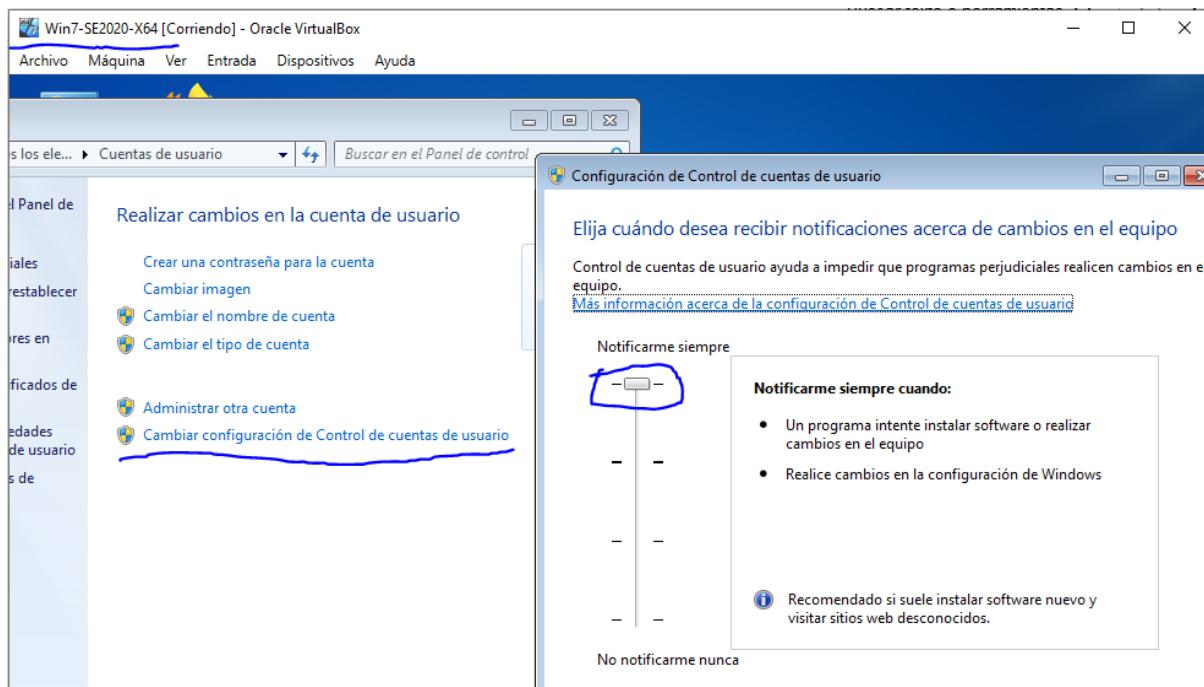 Win7-SE2020-X64 [Corriendo] - Oracle VirtualBox
Archivo Máquina Ver Entrada Dispositivos Ayuda
s los ele... Cuentas de usuario Buscar en el Panel de control
Configuración de Control de cuentas de usuario
l Panel de
iales
restablecer
res en
ficados de
edades
de usuario
s de
Realizar cambios en la cuenta de usuario
Crear una contraseña para la cuenta
Cambiar imagen
Cambiar el nombre de cuenta
Cambiar el tipo de cuenta
Administrar otra cuenta
Cambiar configuración de Control de cuentas de usuario
Elija cuándo desea recibir notificaciones acerca de cambios en el equipo
Control de cuentas de usuario ayuda a impedir que programas perjudiciales realicen cambios en e
equipo.
Más información acerca de la configuración de Control de cuentas de usuario
Notificarme siempre
Notificarme siempre cuando:
Un programa intente instalar software o realizar
cambios en el equipo
Realice cambios en la configuración de Windows
Recomendado si suele instalar software nuevo y
visitar sitios web desconocidos.
No notificarme nunca